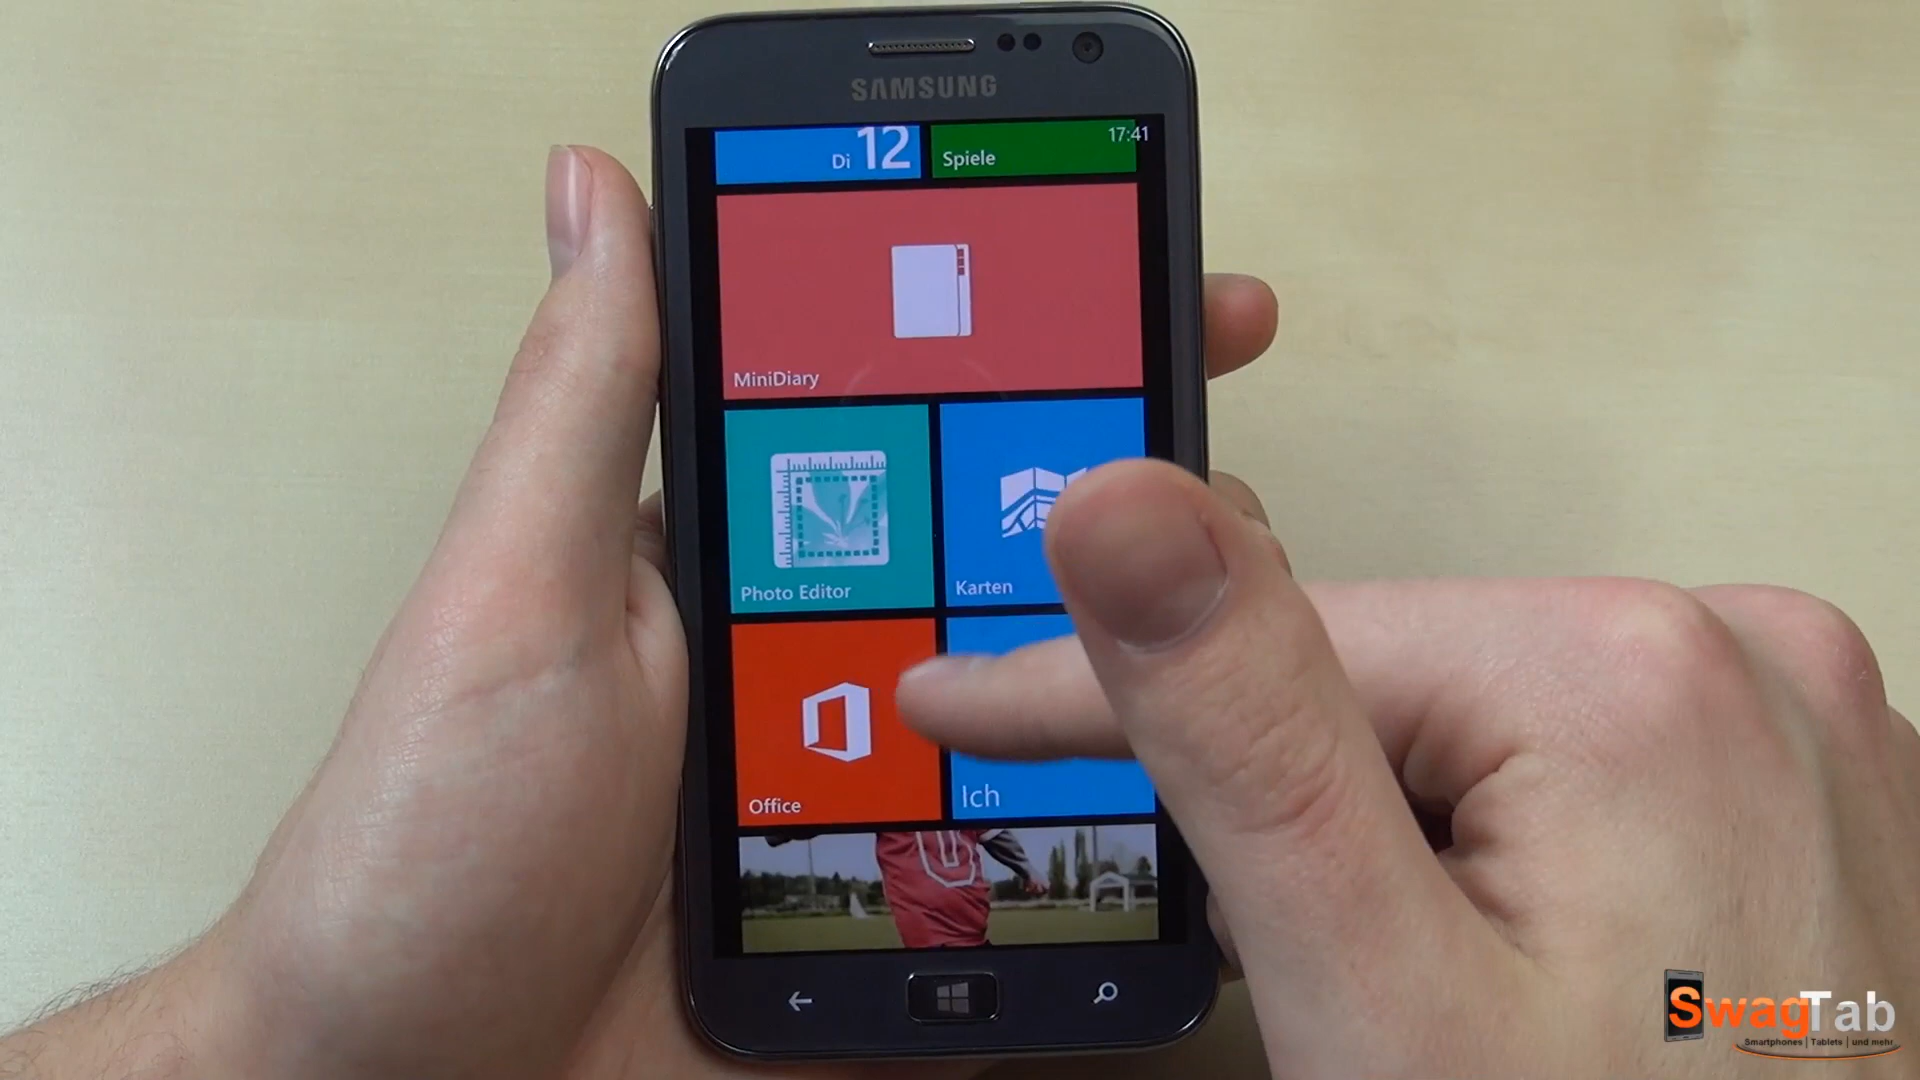 SAMSUNG
17:41
Di 12
Spiele
MiniDiary
Photo Editor
Karten
Office
Ich
SwagTab
Smartphones | Tablets | und mehr